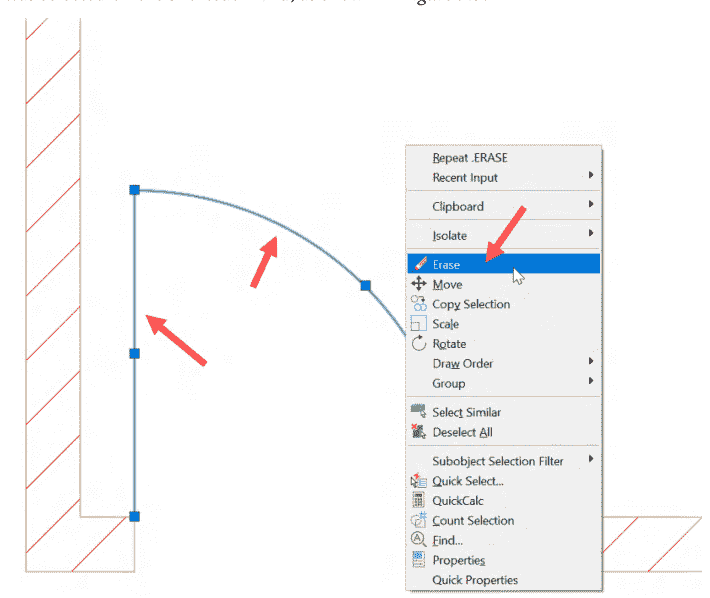 Repeat .ERASE
Recent Input
Clipboard
Isolate
Erase
Move
Copy Selection
Scale
Rotate
Draw Order
Group
Select Similar
Deselect All
Subobject Selection Filter
Quick Select...
QuickCalc
Count Selection
Find...
Properties
Quick Properties